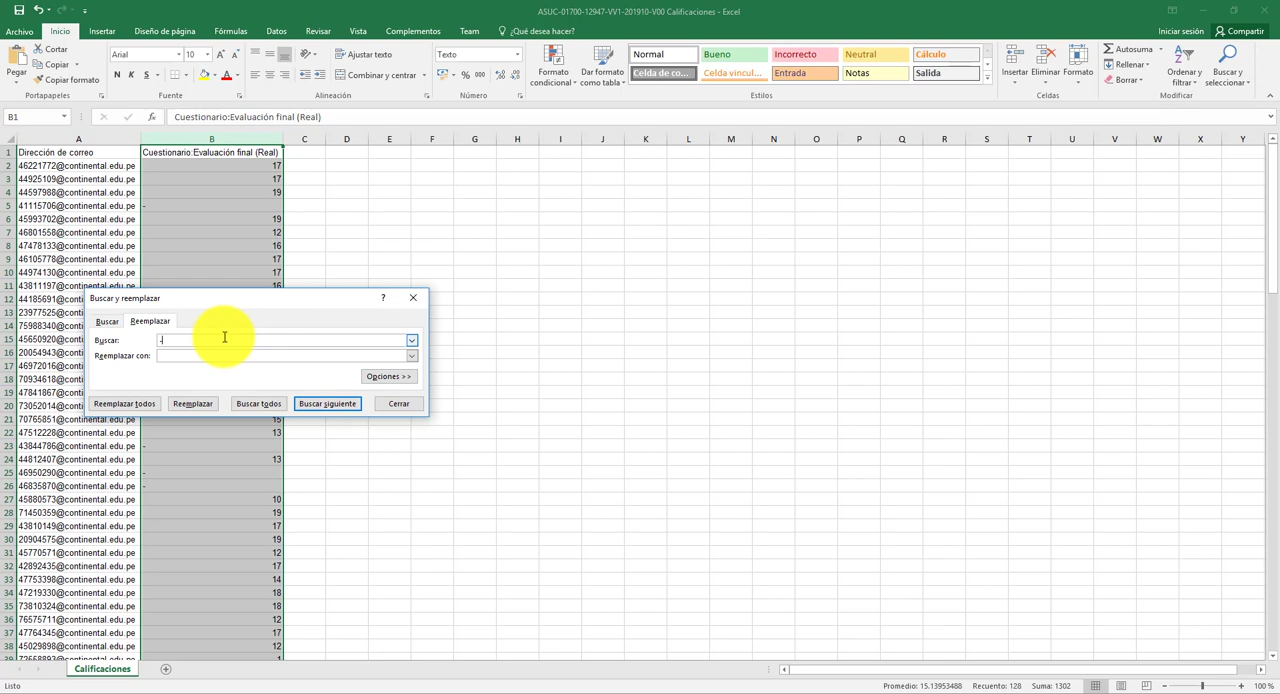 ASUC-01700-12947-VV1-201910-V00 Calificaciones - Excel
Archivo Inicio Insertar Diseño de página Fórmulas Datos Revisar Vista Complementos Team ¿Qué desea hacer? Iniciar sesión Compartir
Pegar Cortar Copiar Copiar formato
Arial 10 N K S
Ajustar texto Combinar y centrar
Texto % 000
Formato condicional Dar formato como tabla
Normal Bueno Incorrecto Neutral Cálculo
Celda de co... Celda vincul... Entrada Notas Salida
Insertar Eliminar Formato
Autosuma Rellenar Borrar
Ordenar y filtrar Buscar y seleccionar
Portapapeles Fuente Alineación Número Estilos Celdas Modificar
B1 fx Cuestionario:Evaluación final (Real)
A B C D E F G H I J K L M N O P Q R S T U V W X Y
1 Dirección de correo Cuestionario:Evaluación final (Real)
2 46221772@continental.edu.pe 17
3 44925109@continental.edu.pe 17
4 44597988@continental.edu.pe 19
5 41115706@continental.edu.pe -
6 45993702@continental.edu.pe 19
7 46801558@continental.edu.pe 12
8 47478133@continental.edu.pe 16
9 46105778@continental.edu.pe 17
10 44974130@continental.edu.pe 17
11 43811197@continental.edu.pe 16
12 44185691@con
13 23977525@con
14 75988340@con
15 45650920@con
16 20054943@con
17 46972016@con
18 70934618@con
19 47841867@con
20 73052014@con
Buscar y reemplazar ?
Buscar Reemplazar
Buscar: -
Reemplazar con:
Opciones >>
Reemplazar todos Reemplazar Buscar todos Buscar siguiente Cerrar
21 70765851@continental.edu.pe 15
22 47512228@continental.edu.pe 13
23 43844786@continental.edu.pe -
24 44812407@continental.edu.pe 13
25 46950290@continental.edu.pe -
26 46835870@continental.edu.pe -
27 45880573@continental.edu.pe 10
28 71450359@continental.edu.pe 19
29 43810149@continental.edu.pe 17
30 20904575@continental.edu.pe 19
31 45770571@continental.edu.pe 12
32 42892435@continental.edu.pe 17
33 47753398@continental.edu.pe 14
34 47219330@continental.edu.pe 18
35 73810324@continental.edu.pe 18
36 76575711@continental.edu.pe 12
37 47764345@continental.edu.pe 17
38 45029898@continental.edu.pe 12
Calificaciones
Listo Promedio: 15.13953488 Recuento: 128 Suma: 1302 100 %